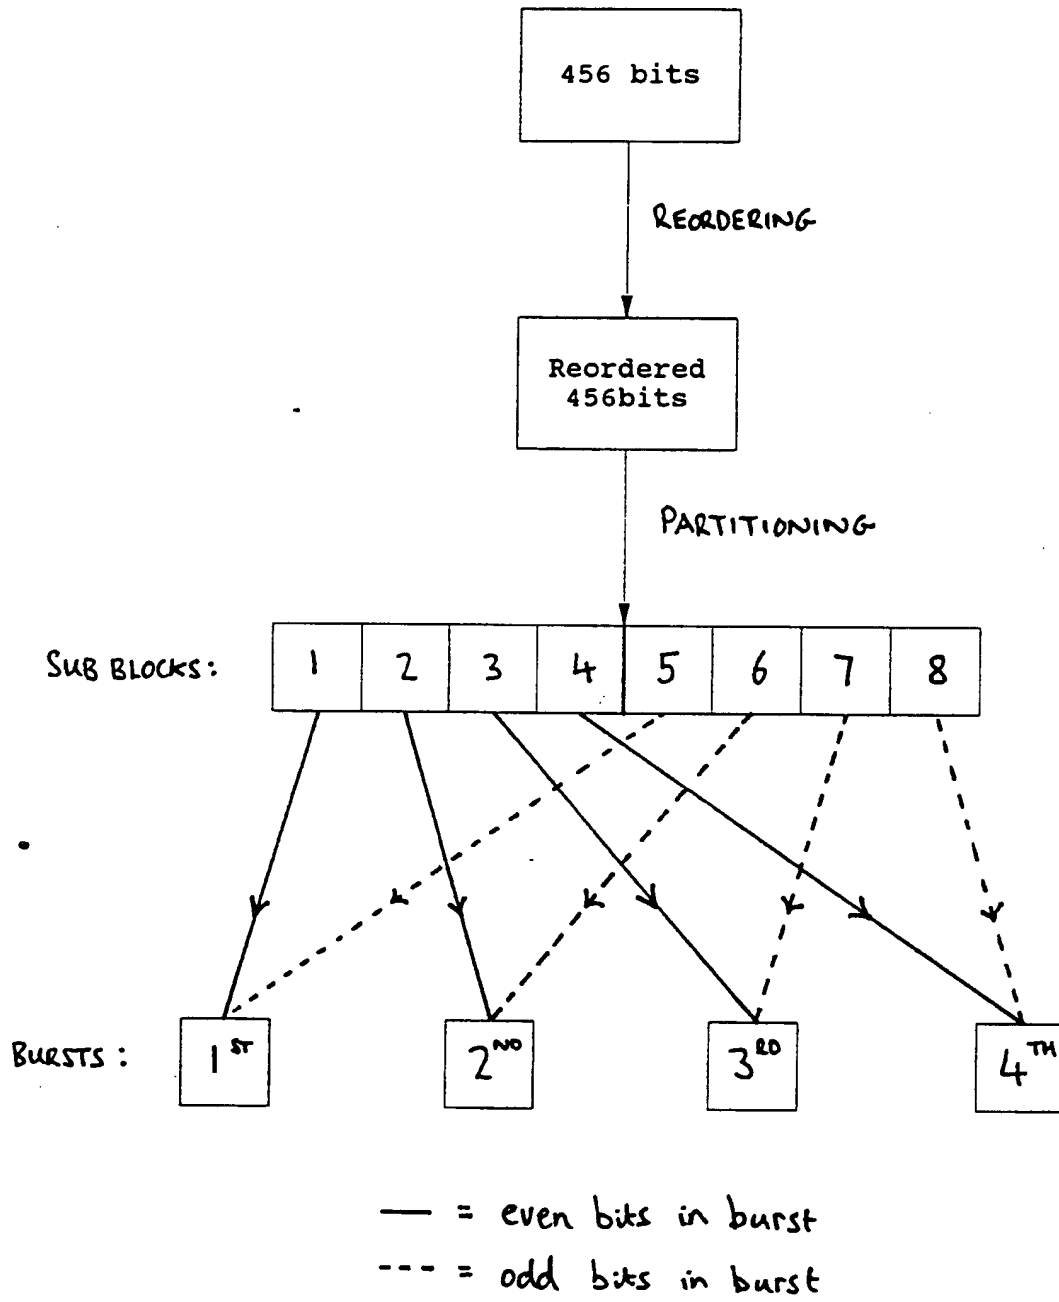 456 bits
REORDERING
Reordered
456bits
PARTITIONING
SUB BLOCKS: 1 2 3 4 5 6 7 8
BURSTS: 1ST 2ND 3RD 4TH
— = even bits in burst
--- = odd bits in burst